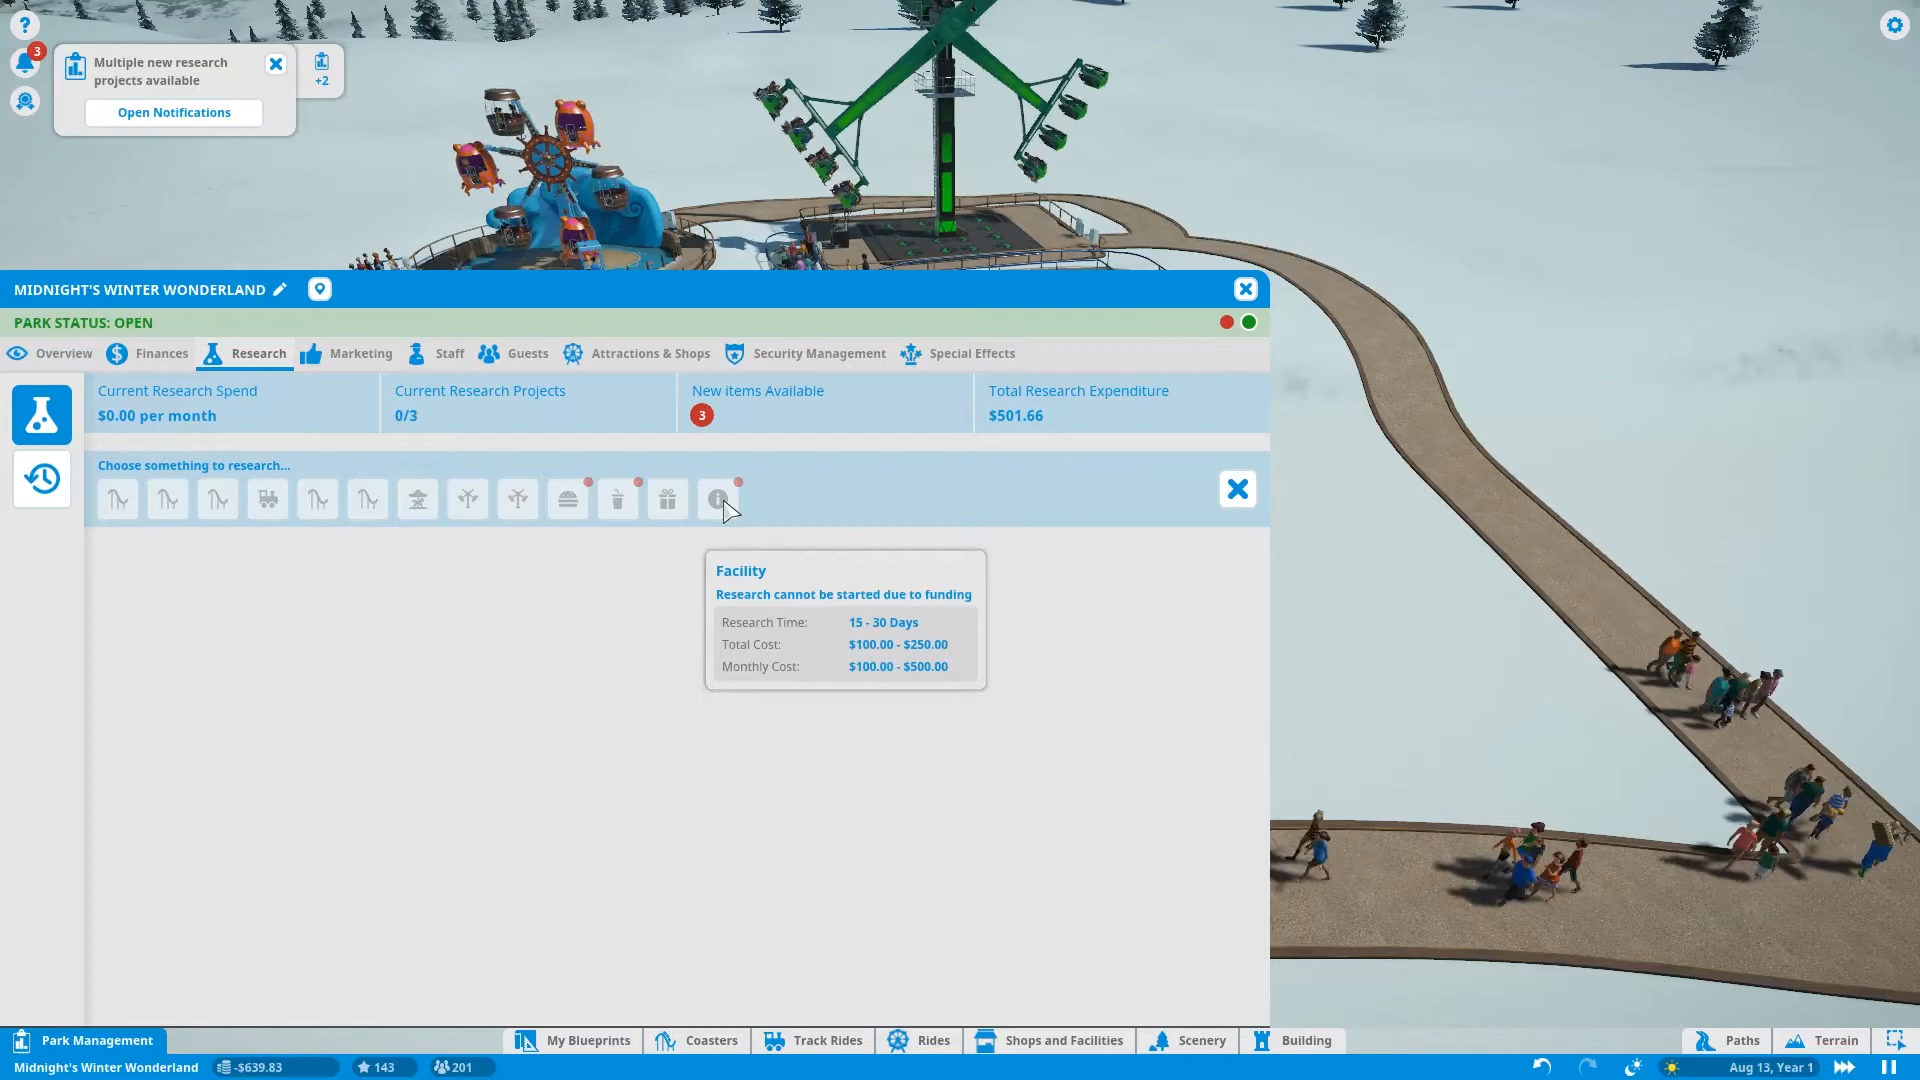 ?
3
Multiple new research
projects available
+2
Open Notifications
MIDNIGHT'S WINTER WONDERLAND
PARK STATUS: OPEN
Overview
Finances
Research
Marketing
Staff
Guests
Attractions & Shops
Security Management
Special Effects
Current Research Spend
$0.00 per month
Current Research Projects
0/3
New items Available
3
Total Research Expenditure
$501.66
Choose something to research...
Facility
Research cannot be started due to funding
Research Time: 15 - 30 Days
Total Cost: $100.00 - $250.00
Monthly Cost: $100.00 - $500.00
Park Management
My Blueprints
Coasters
Track Rides
Rides
Shops and Facilities
Scenery
Building
Paths
Terrain
Midnight's Winter Wonderland
-$639.83
143
201
Aug 13, Year 1